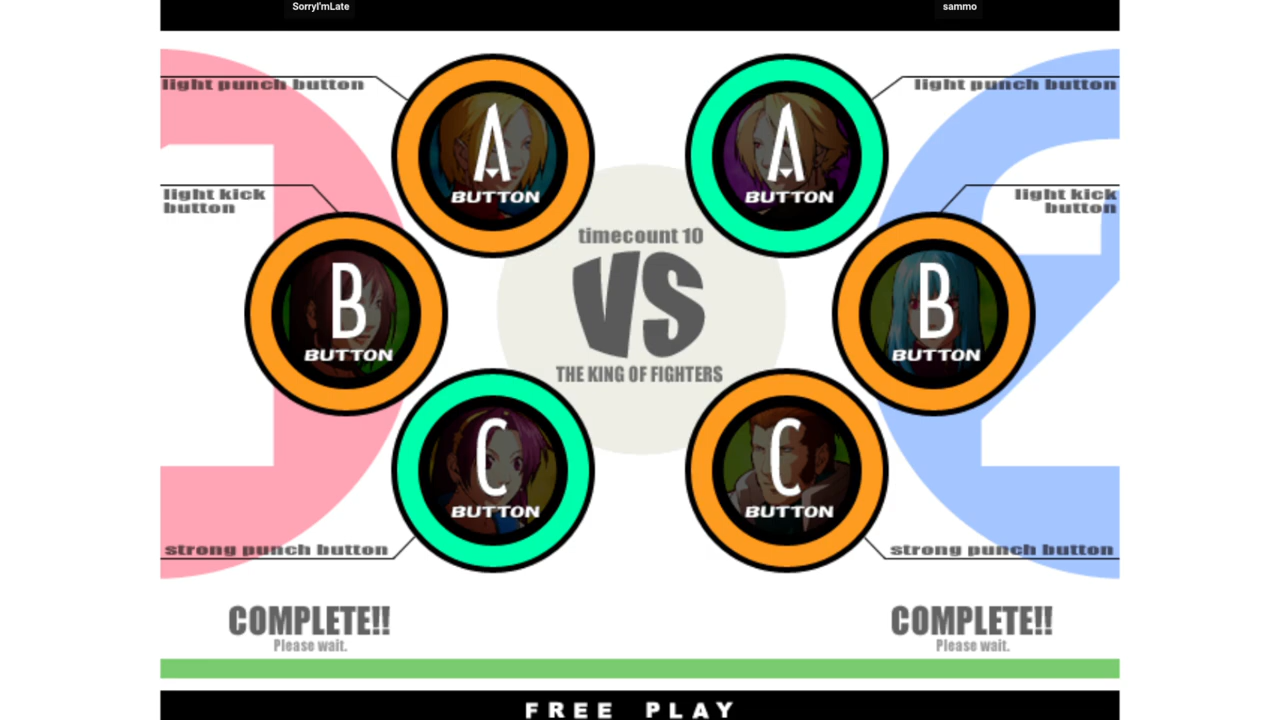 SorryI'mLate
sammo
light punch button
A
BUTTON
A
BUTTON
light punch button
light kick
button
B
BUTTON
timecount 10
VS
THE KING OF FIGHTERS
light kick
button
B
BUTTON
C
BUTTON
C
BUTTON
strong punch button
strong punch button
COMPLETE!!
Please wait.
COMPLETE!!
Please wait.
FREE PLAY